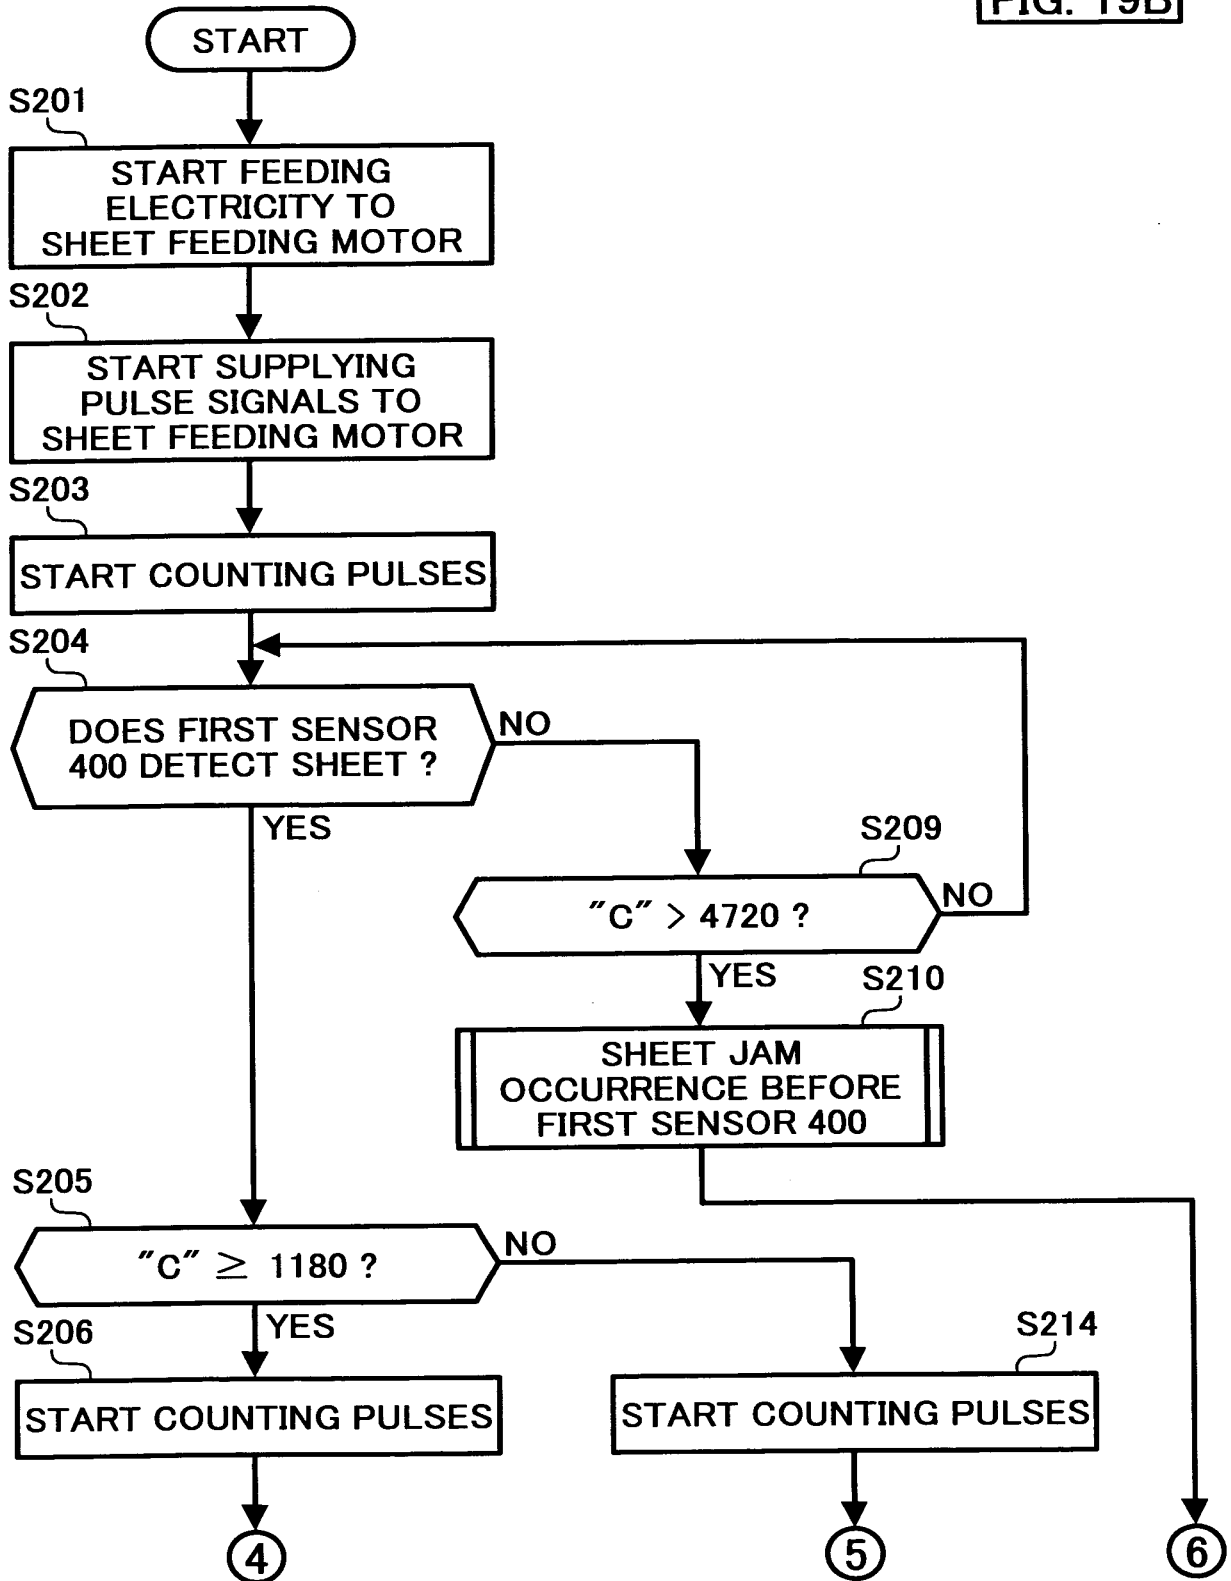 FIG. 19B
START
S201
START FEEDING
ELECTRICITY TO
SHEET FEEDING MOTOR
S202
START SUPPLYING
PULSE SIGNALS TO
SHEET FEEDING MOTOR
S203
START COUNTING PULSES
S204
DOES FIRST SENSOR
400 DETECT SHEET ?
NO
YES
S209
"C" > 4720 ?
NO
YES
S210
SHEET JAM
OCCURRENCE BEFORE
FIRST SENSOR 400
S205
"C" ≧ 1180 ?
NO
YES
S206
START COUNTING PULSES
S214
START COUNTING PULSES
4
5
6